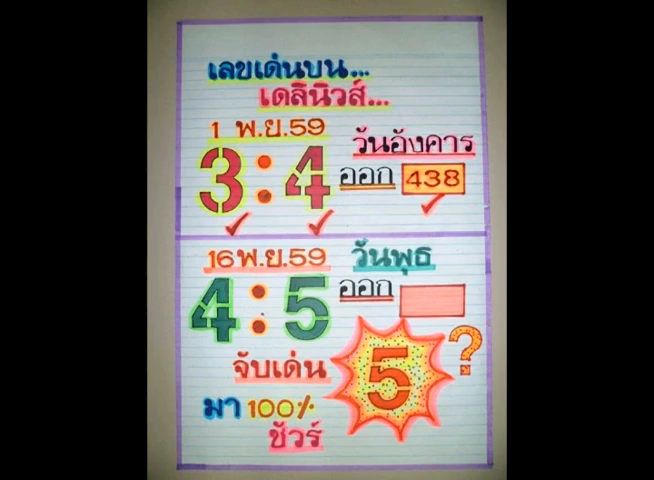 เลขเด่นบน...
เดลินิวส์...
1 พ.ย.59 วันอังคาร
3:4 ออก 438
16 พ.ย.59 วันพุธ
4:5 ออก
จับเด่น 5 ?
มา 100%
ชัวร์